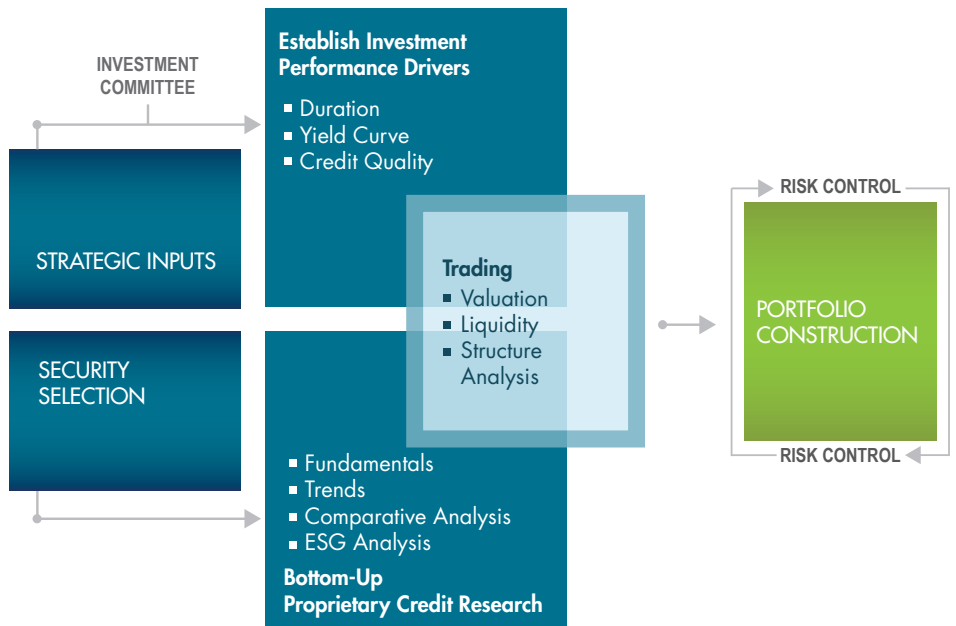 INVESTMENT
COMMITTEE
STRATEGIC INPUTS
SECURITY
SELECTION
Establish Investment
Performance Drivers
Duration
Yield Curve
Credit Quality
Trading
Valuation
Liquidity
Structure
Analysis
Fundamentals
Trends
Comparative Analysis
ESG Analysis
Bottom-Up
Proprietary Credit Research
RISK CONTROL
PORTFOLIO
CONSTRUCTION
RISK CONTROL